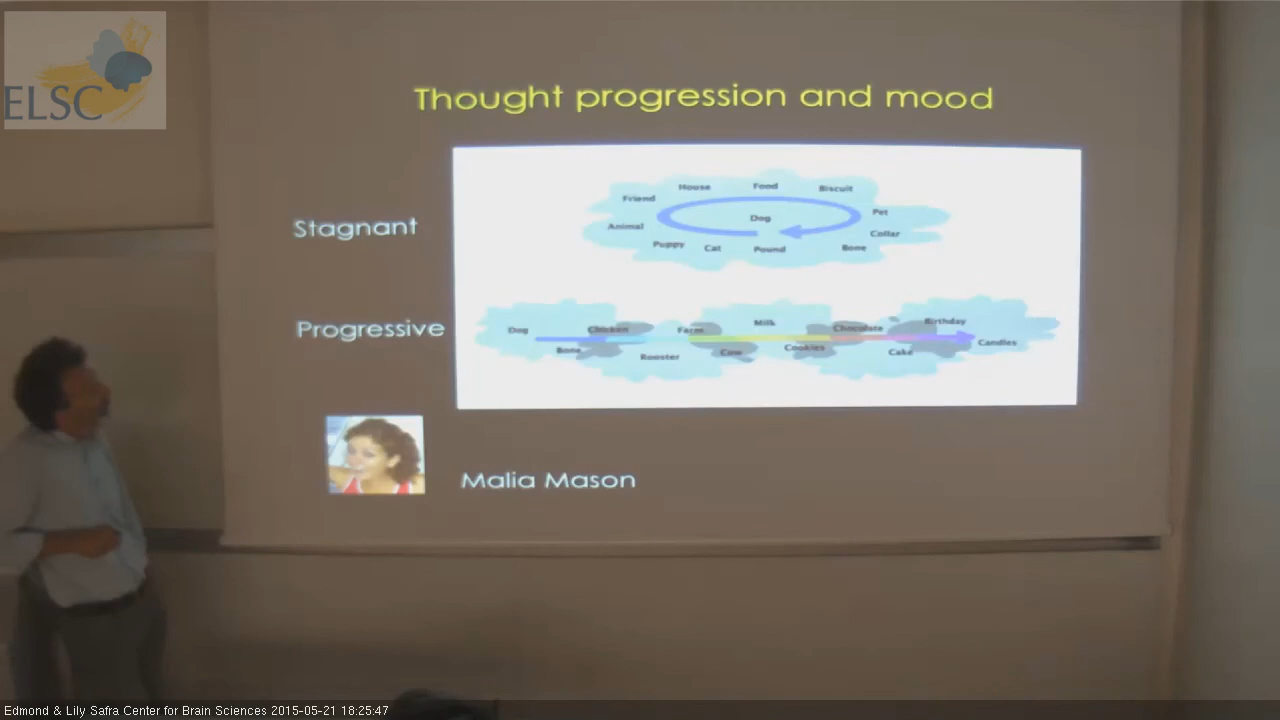 ELSC
Thought progression and mood
Stagnant
House Food Biscuit
Friend Pet
Dog
Animal Collar
Puppy Cat Pound Bone
Progressive
Dog Chicken Farm Milk Chocolate Birthday
Bone Rooster Cow Cookies Cake Candles
Malia Mason
Edmond & Lily Safra Center for Brain Sciences 2015-05-21 18:25:47